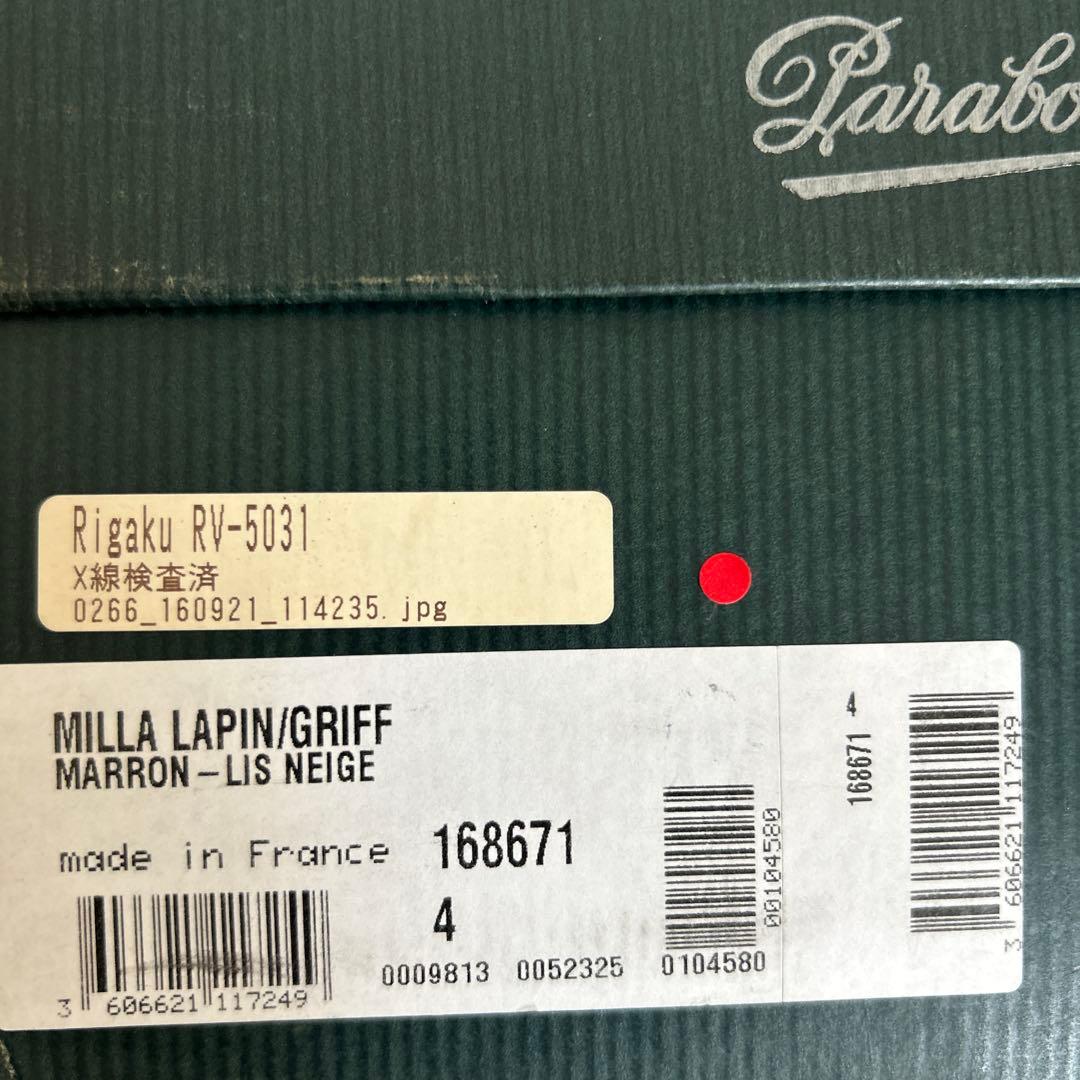 Parabo
Rigaku RV-5031
X線検査済
0266_160921_114235.jpg
MILLA LAPIN/GRIFF
MARRON-LIS NEIGE
made in France
168671
4
3 606621 117249
0009813 0052325 0104580
00104580
168671 4
3 606621 117249